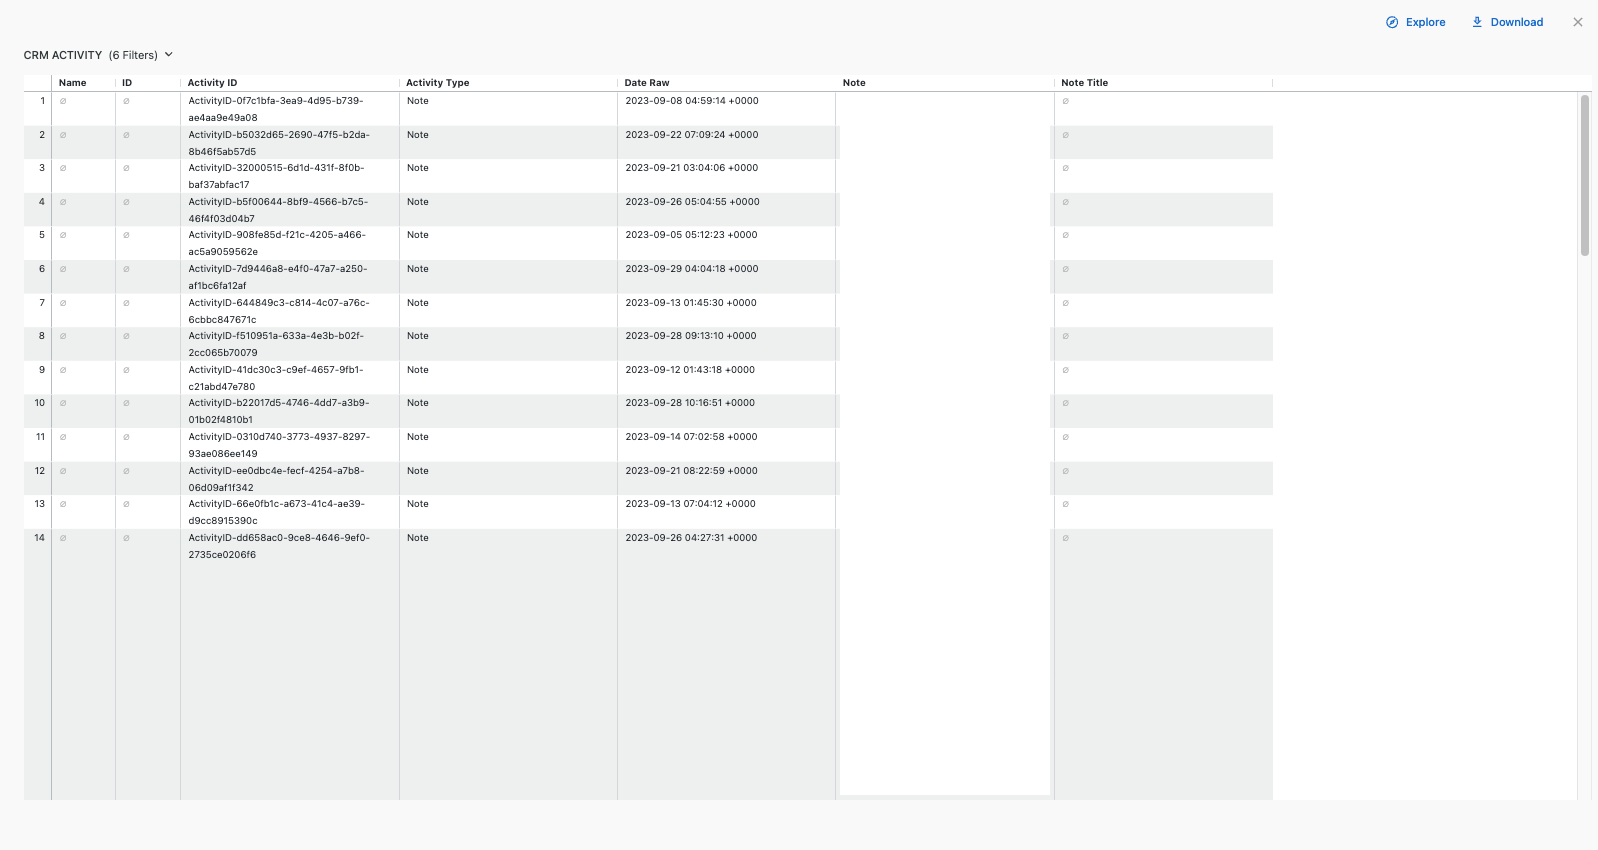 Explore Download
CRM ACTIVITY (6 Filters)
Name ID Activity ID Activity Type Date Raw Note Note Title
1 ∅ ∅ ActivityID-0f7c1bfa-3ea9-4d95-b739- Note 2023-09-08 04:59:14 +0000 ∅
ae4aa9e49a08
2 ∅ ∅ ActivityID-b5032d65-2690-47f5-b2da- Note 2023-09-22 07:09:24 +0000 ∅
8b46f5ab57d5
3 ∅ ∅ ActivityID-32000515-6d1d-431f-8f0b- Note 2023-09-21 03:04:06 +0000 ∅
baf37abfac17
4 ∅ ∅ ActivityID-b5f00644-8bf9-4566-b7c5- Note 2023-09-26 05:04:55 +0000 ∅
46f4f03d04b7
5 ∅ ∅ ActivityID-908fe85d-f21c-4205-a466- Note 2023-09-05 05:12:23 +0000 ∅
ac5a9059562e
6 ∅ ∅ ActivityID-7d9446a8-e4f0-47a7-a250- Note 2023-09-29 04:04:18 +0000 ∅
af1bc6fa12af
7 ∅ ∅ ActivityID-644849c3-c814-4c07-a76c- Note 2023-09-13 01:45:30 +0000 ∅
6cbbc847671c
8 ∅ ∅ ActivityID-f510951a-633a-4e3b-b02f- Note 2023-09-28 09:13:10 +0000 ∅
2cc065b70079
9 ∅ ∅ ActivityID-41dc30c3-c9ef-4657-9fb1- Note 2023-09-12 01:43:18 +0000 ∅
c21abd47e780
10 ∅ ∅ ActivityID-b22017d5-4746-4dd7-a3b9- Note 2023-09-28 10:16:51 +0000 ∅
01b02f4810b1
11 ∅ ∅ ActivityID-0310d740-3773-4937-8297- Note 2023-09-14 07:02:58 +0000 ∅
93ae086ee149
12 ∅ ∅ ActivityID-ee0dbc4e-fecf-4254-a7b8- Note 2023-09-21 08:22:59 +0000 ∅
06d09af1f342
13 ∅ ∅ ActivityID-66e0fb1c-a673-41c4-ae39- Note 2023-09-13 07:04:12 +0000 ∅
d9cc8915390c
14 ∅ ∅ ActivityID-dd658ac0-9ce8-4646-9ef0- Note 2023-09-26 04:27:31 +0000 ∅
2735ce0206f6